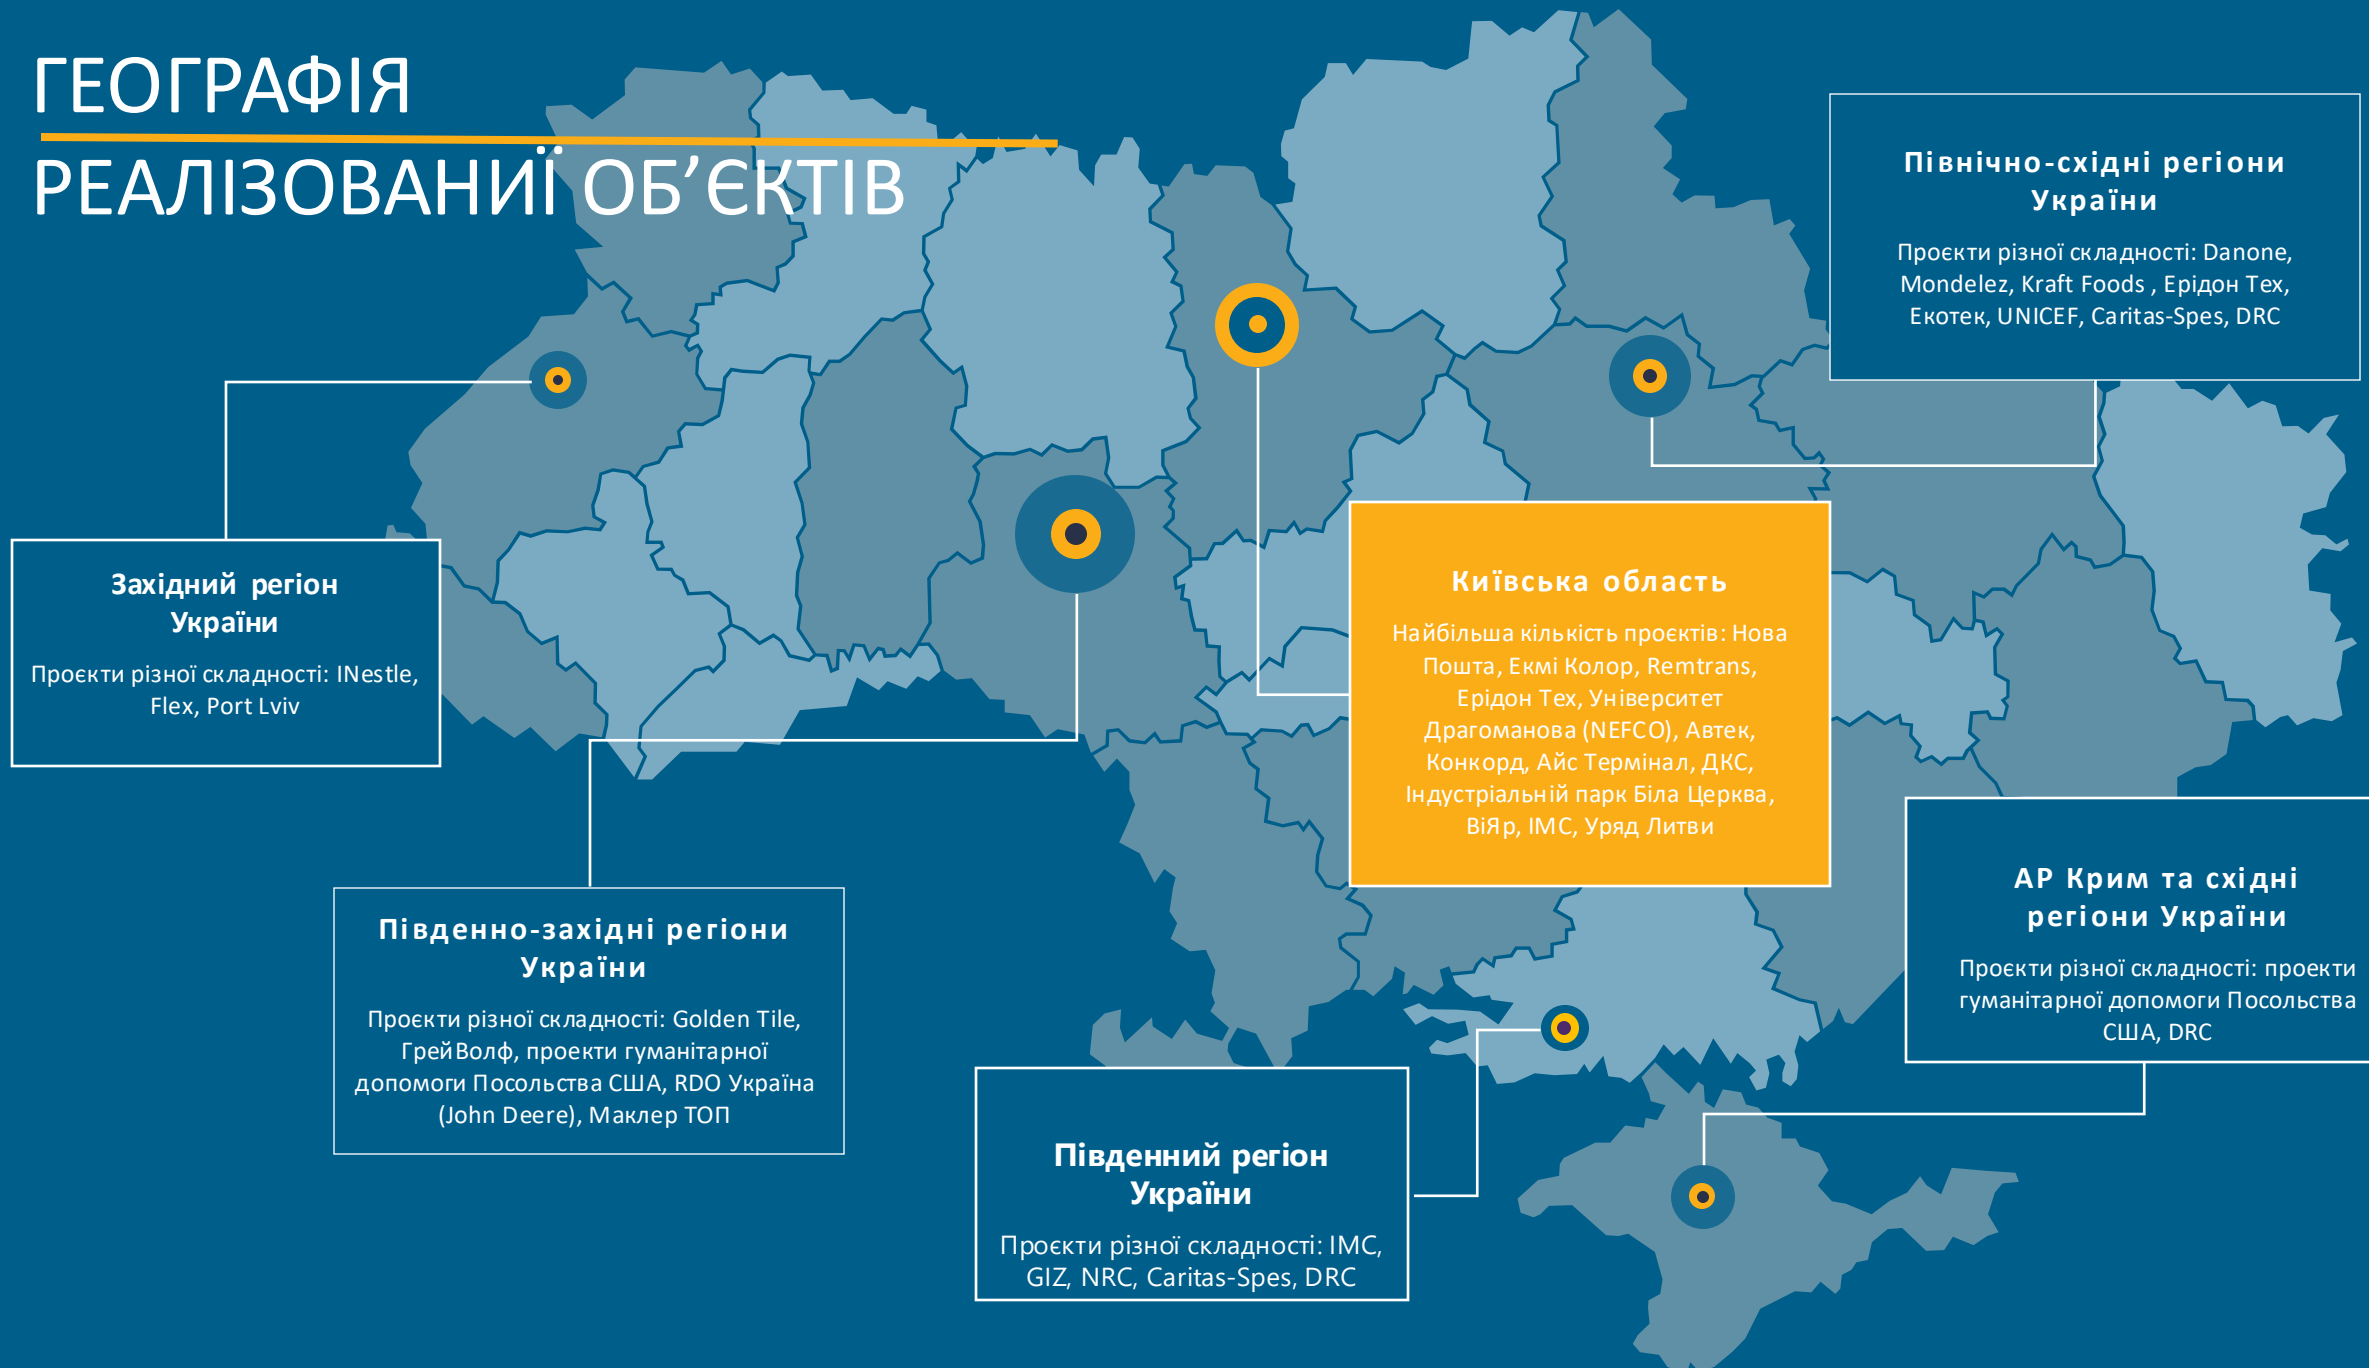 ГЕОГРАФІЯ
РЕАЛІЗОВАНИЇ ОБ’ЄКТІВ
Північно-східні регіони
України
Проєкти різної складності: Danone,
Mondelez, Kraft Foods , Ерідон Тех,
Екотек, UNICEF, Caritas-Spes, DRC
Західний регіон
України
Проєкти різної складності: INestle,
Flex, Port Lviv
Київська область
Найбільша кількість проєктів: Нова
Пошта, Екмі Колор, Remtrans,
Ерідон Тех, Університет
Драгоманова (NEFCO), Автек,
Конкорд, Айс Термінал, ДКС,
Індустріальній парк Біла Церква,
ВіЯр, ІМС, Уряд Литви
АР Крим та східні
регіони України
Проєкти різної складності: проекти
гуманітарної допомоги Посольства
США, DRC
Південно-західні регіони
України
Проєкти різної складності: Golden Tile,
ГрейВолф, проекти гуманітарної
допомоги Посольства США, RDO Україна
(John Deere), Маклер ТОП
Південний регіон
України
Проєкти різної складності: ІМС,
GIZ, NRC, Caritas-Spes, DRC